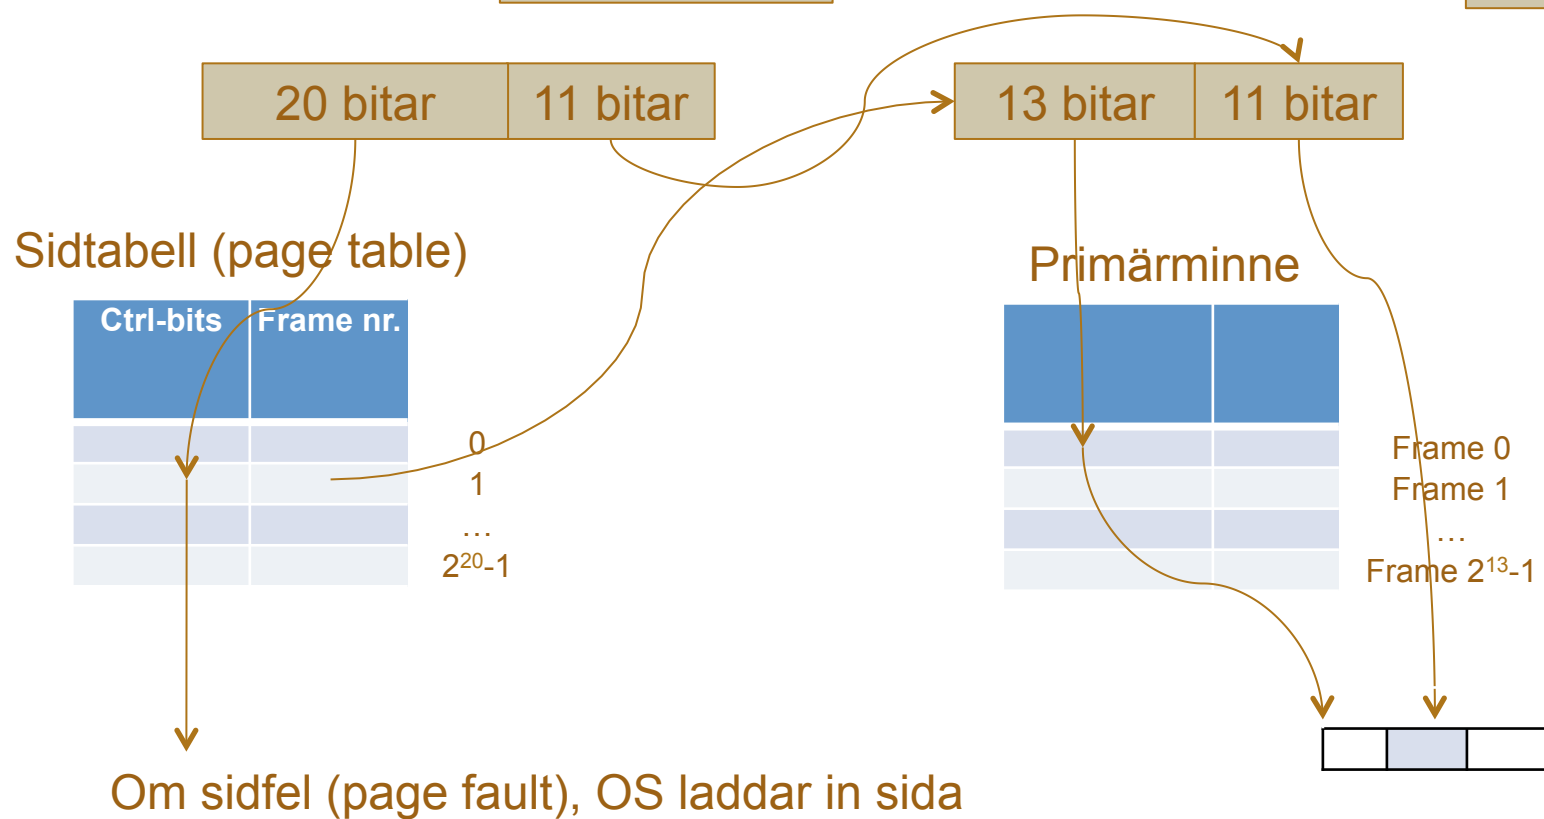 20 bitar 11 bitar 13 bitar 11 bitar
Sidtabell (page table)
Primärminne
Ctrl-bits Frame nr.
0
1
…
2²⁰-1
Frame 0
Frame 1
…
Frame 2¹³-1
Om sidfel (page fault), OS laddar in sida